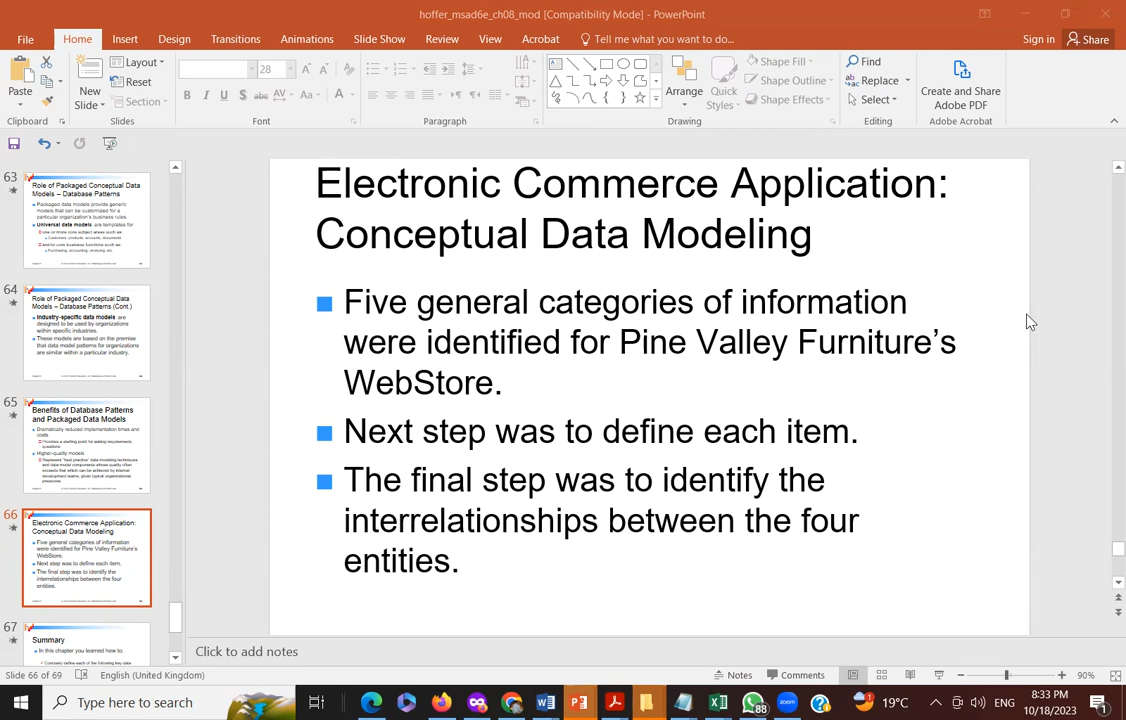 hoffer_msad6e_ch08_mod [Compatibility Mode] - PowerPoint
File Home Insert Design Transitions Animations Slide Show Review View Acrobat Tell me what you want to do... Sign in Share
Paste
Clipboard
New Slide
Layout
Reset
Section
Slides
28
B I U S abc AV Aa A
Font
Paragraph
Arrange
Quick Styles
Shape Fill
Shape Outline
Shape Effects
Drawing
Find
Replace
Select
Editing
Create and Share
Adobe PDF
Adobe Acrobat
63
Role of Packaged Conceptual Data
Models – Database Patterns
Packaged data models provide generic
models that can be customized for a
particular organization's business rules.
Universal data models are templates for
one or more core subject areas such as:
Customers, products, accounts, documents
and/or core business functions such as:
Purchasing, accounting, receiving, etc.
64
Role of Packaged Conceptual Data
Models – Database Patterns (Cont.)
Industry-specific data models are
designed to be used by organizations
within specific industries.
These models are based on the premise
that data model patterns for organizations
are similar within a particular industry.
65
Benefits of Database Patterns
and Packaged Data Models
Dramatically reduced implementation times and
costs
Provides a starting point for asking requirements
questions
Higher-quality models
Represent "best practice" data modeling techniques
and data model components whose quality often
exceeds that which can be achieved by internal
development teams, given typical organizational
pressures
66
Electronic Commerce Application:
Conceptual Data Modeling
Five general categories of information
were identified for Pine Valley Furniture's
WebStore.
Next step was to define each item.
The final step was to identify the
interrelationships between the four
entities.
67
Summary
In this chapter you learned how to:
Concisely define each of the following key data
Electronic Commerce Application:
Conceptual Data Modeling
Five general categories of information
were identified for Pine Valley Furniture’s
WebStore.
Next step was to define each item.
The final step was to identify the
interrelationships between the four
entities.
Click to add notes
Slide 66 of 69 English (United Kingdom) Notes Comments 90%
Type here to search
88
zoom
19°C
ENG
8:33 PM
10/18/2023
1